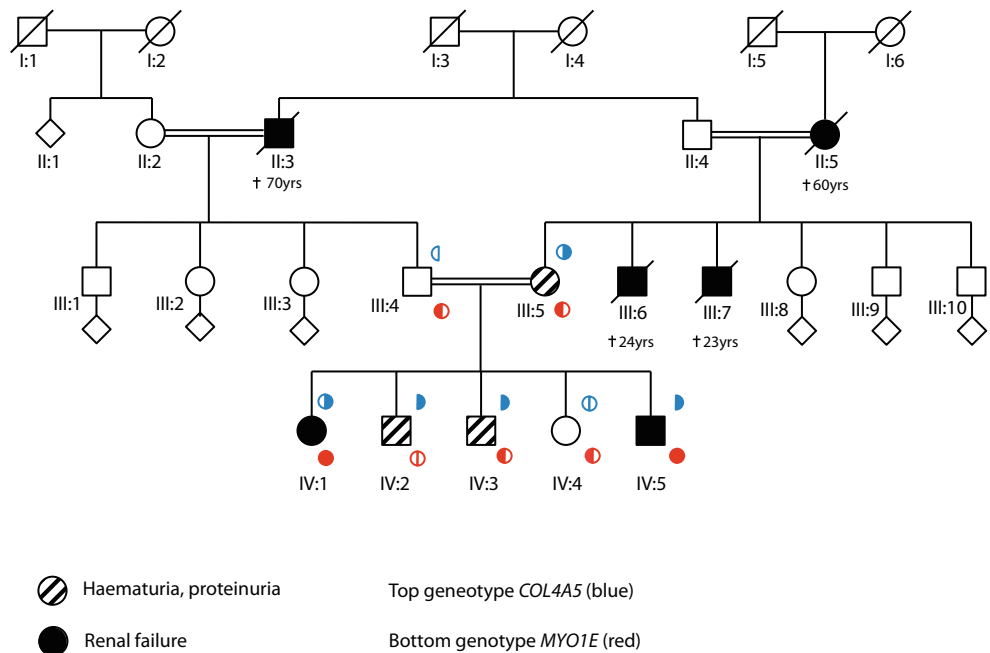 I:1 I:2 I:3 I:4 I:5 I:6
II:1 II:2 II:3 II:4 II:5
† 70yrs †60yrs
III:1 III:2 III:3 III:4 III:5 III:6 III:7 III:8 III:9 III:10
†24yrs †23yrs
IV:1 IV:2 IV:3 IV:4 IV:5
Haematuria, proteinuria Top geneotype COL4A5 (blue)
Renal failure Bottom genotype MYO1E (red)